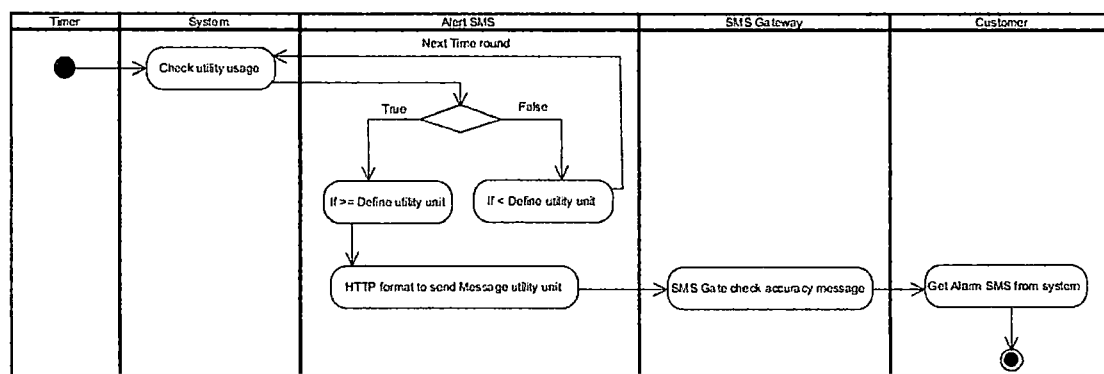 Timer System Alert SMS SMS Gateway Customer
Next Time round
Check utility usage
True False
If >= Define utility unit If < Define utility unit
HTTP format to send Message utility unit SMS Gate check accuracy message Get Alarm SMS from system